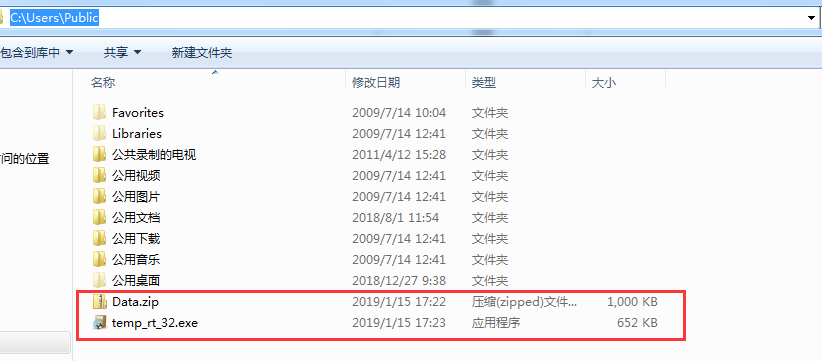 C:\Users\Public
包含到库中 共享 新建文件夹
名称 修改日期 类型 大小
Favorites 2009/7/14 10:04 文件夹
Libraries 2009/7/14 12:41 文件夹
公共录制的电视 2011/4/12 15:28 文件夹
问的位置
公用视频 2009/7/14 12:41 文件夹
公用图片 2009/7/14 12:41 文件夹
公用文档 2018/8/1 11:54 文件夹
公用下载 2009/7/14 12:41 文件夹
公用音乐 2009/7/14 12:41 文件夹
公用桌面 2018/12/27 9:38 文件夹
Data.zip 2019/1/15 17:22 压缩(zipped)文件... 1,000 KB
temp_rt_32.exe 2019/1/15 17:23 应用程序 652 KB